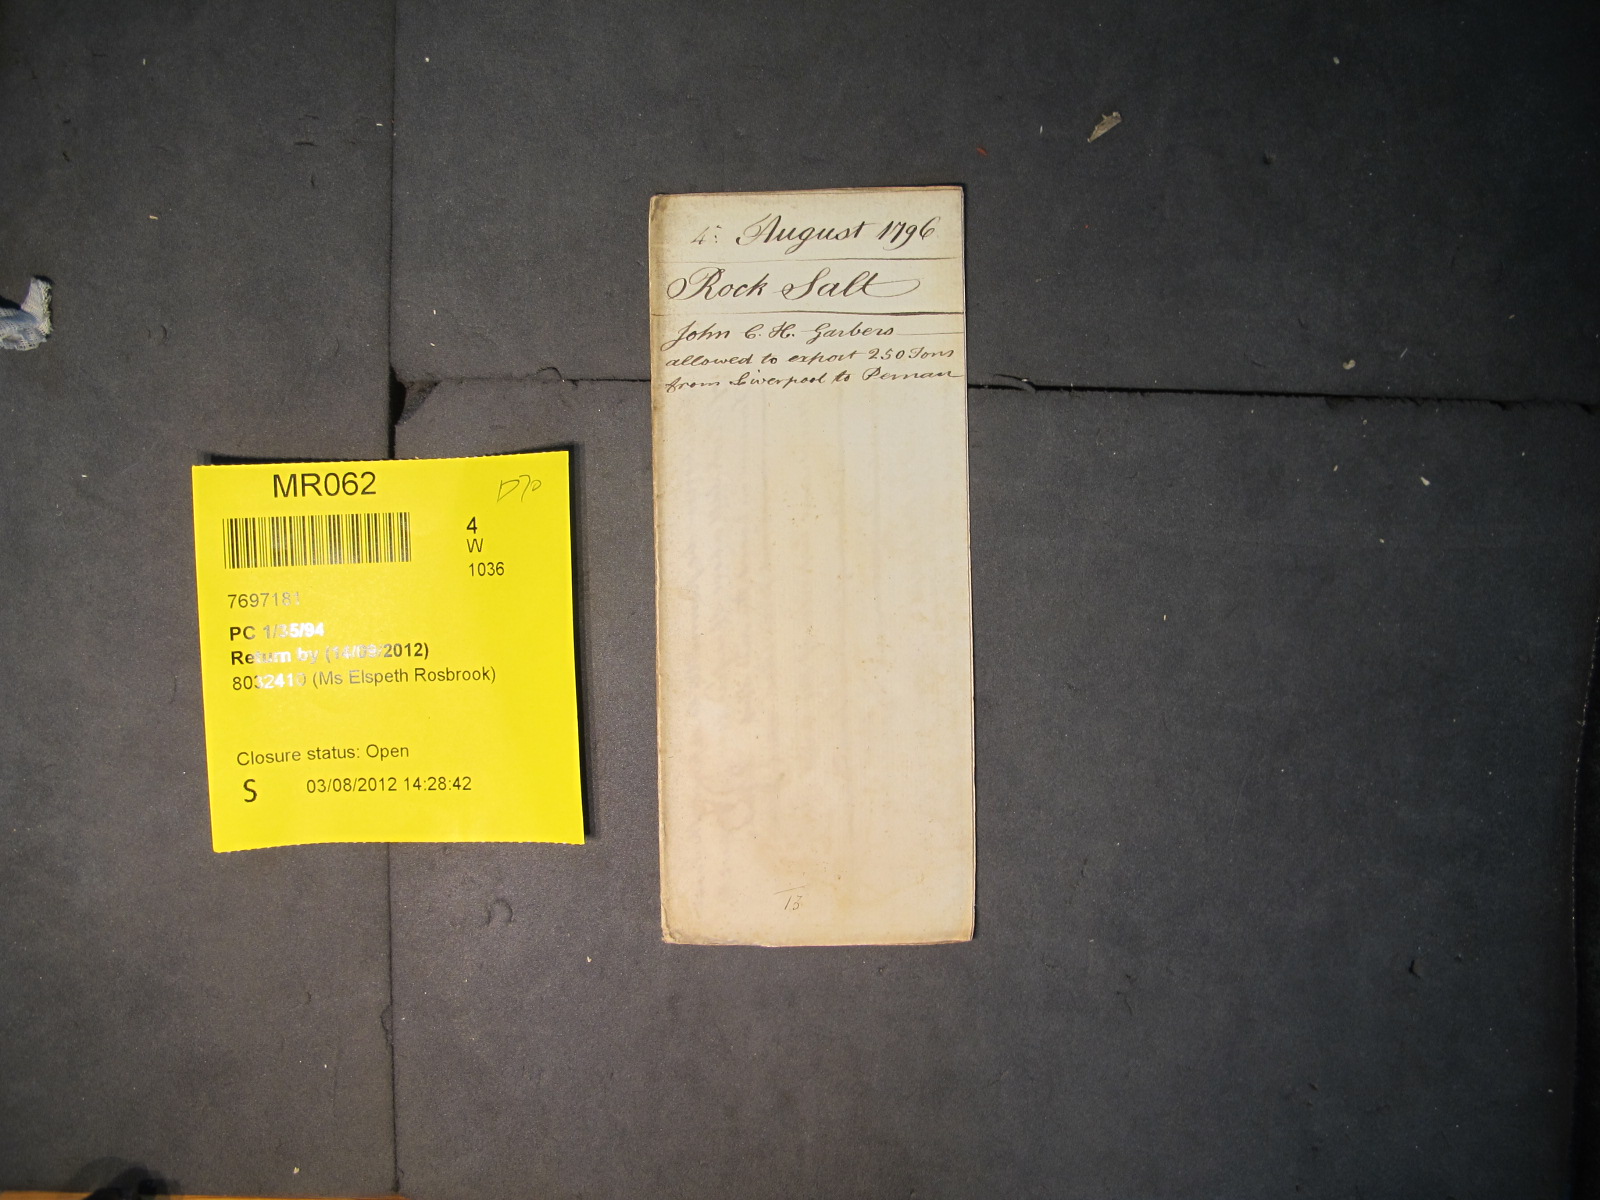 4th August 1796
Rock Salt
John C. H. Garbers
allowed to export 250 Tons
from Liverpool to Pernau
13
MR062
D70
4
W
1036
7697181
PC 1/35/94
Return by (14/09/2012)
8032410 (Ms Elspeth Rosbrook)
Closure status: Open
S 03/08/2012 14:28:42